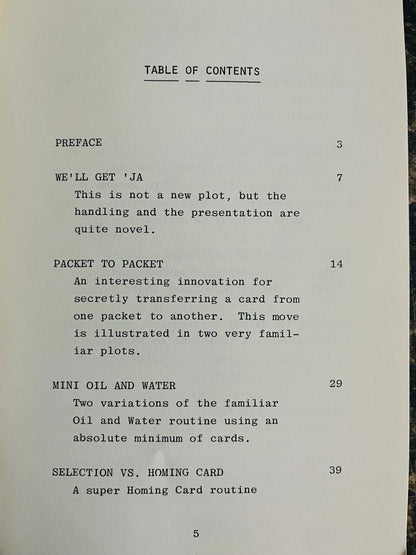 TABLE OF CONTENTS
PREFACE 3
WE'LL GET 'JA 7
This is not a new plot, but the
handling and the presentation are
quite novel.
PACKET TO PACKET 14
An interesting innovation for
secretly transferring a card from
one packet to another. This move
is illustrated in two very famil-
iar plots.
MINI OIL AND WATER 29
Two variations of the familiar
Oil and Water routine using an
absolute minimum of cards.
SELECTION VS. HOMING CARD 39
A super Homing Card routine
5